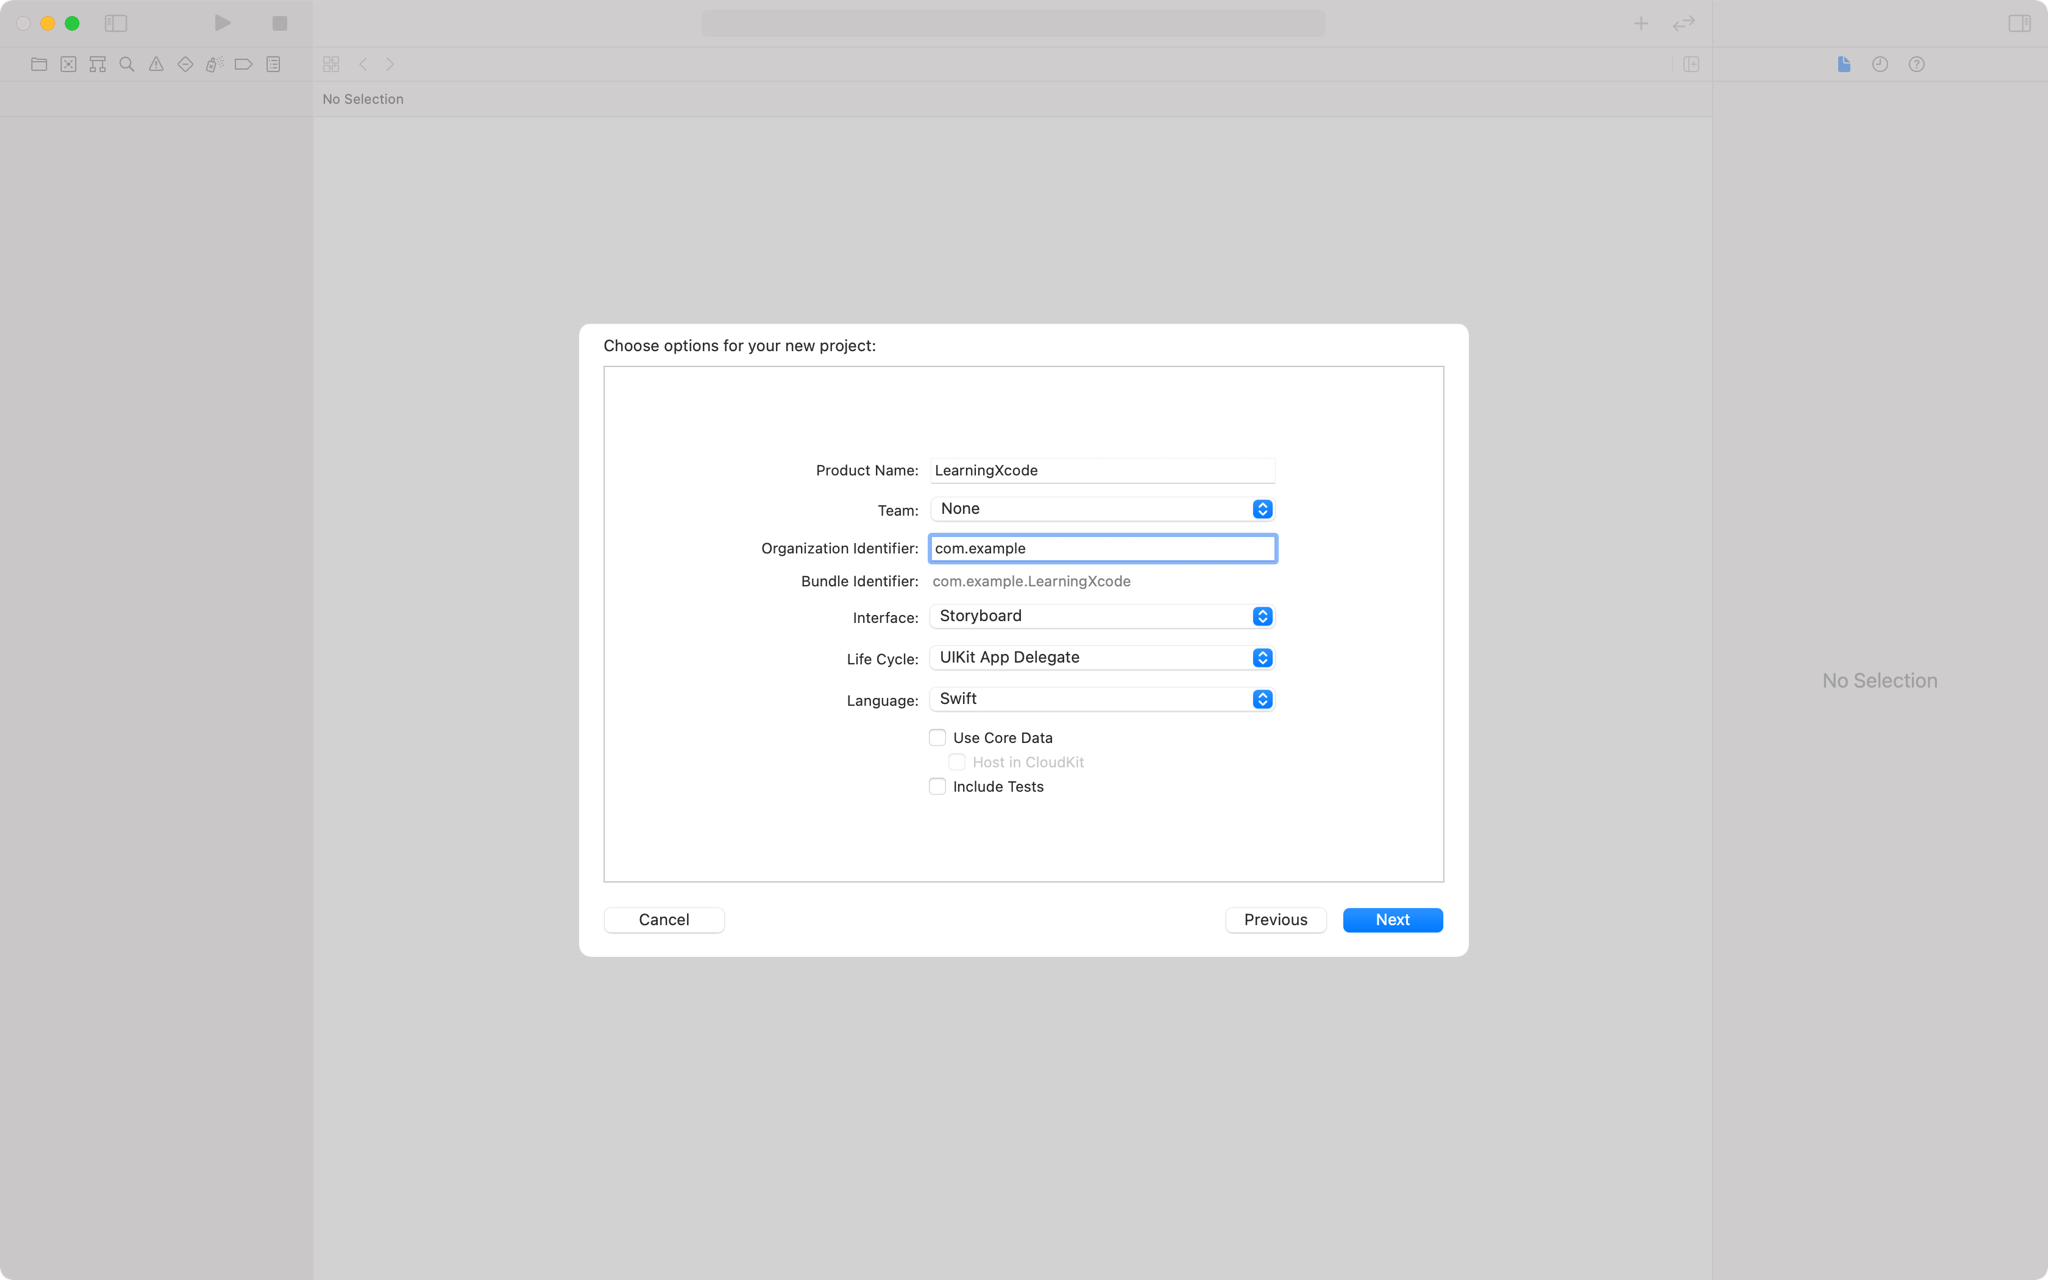 No Selection
Choose options for your new project:
Product Name: LearningXcode
Team: None
Organization Identifier: com.example
Bundle Identifier: com.example.LearningXcode
Interface: Storyboard
Life Cycle: UIKit App Delegate
Language: Swift
Use Core Data
Host in CloudKit
Include Tests
No Selection
Cancel
Previous
Next